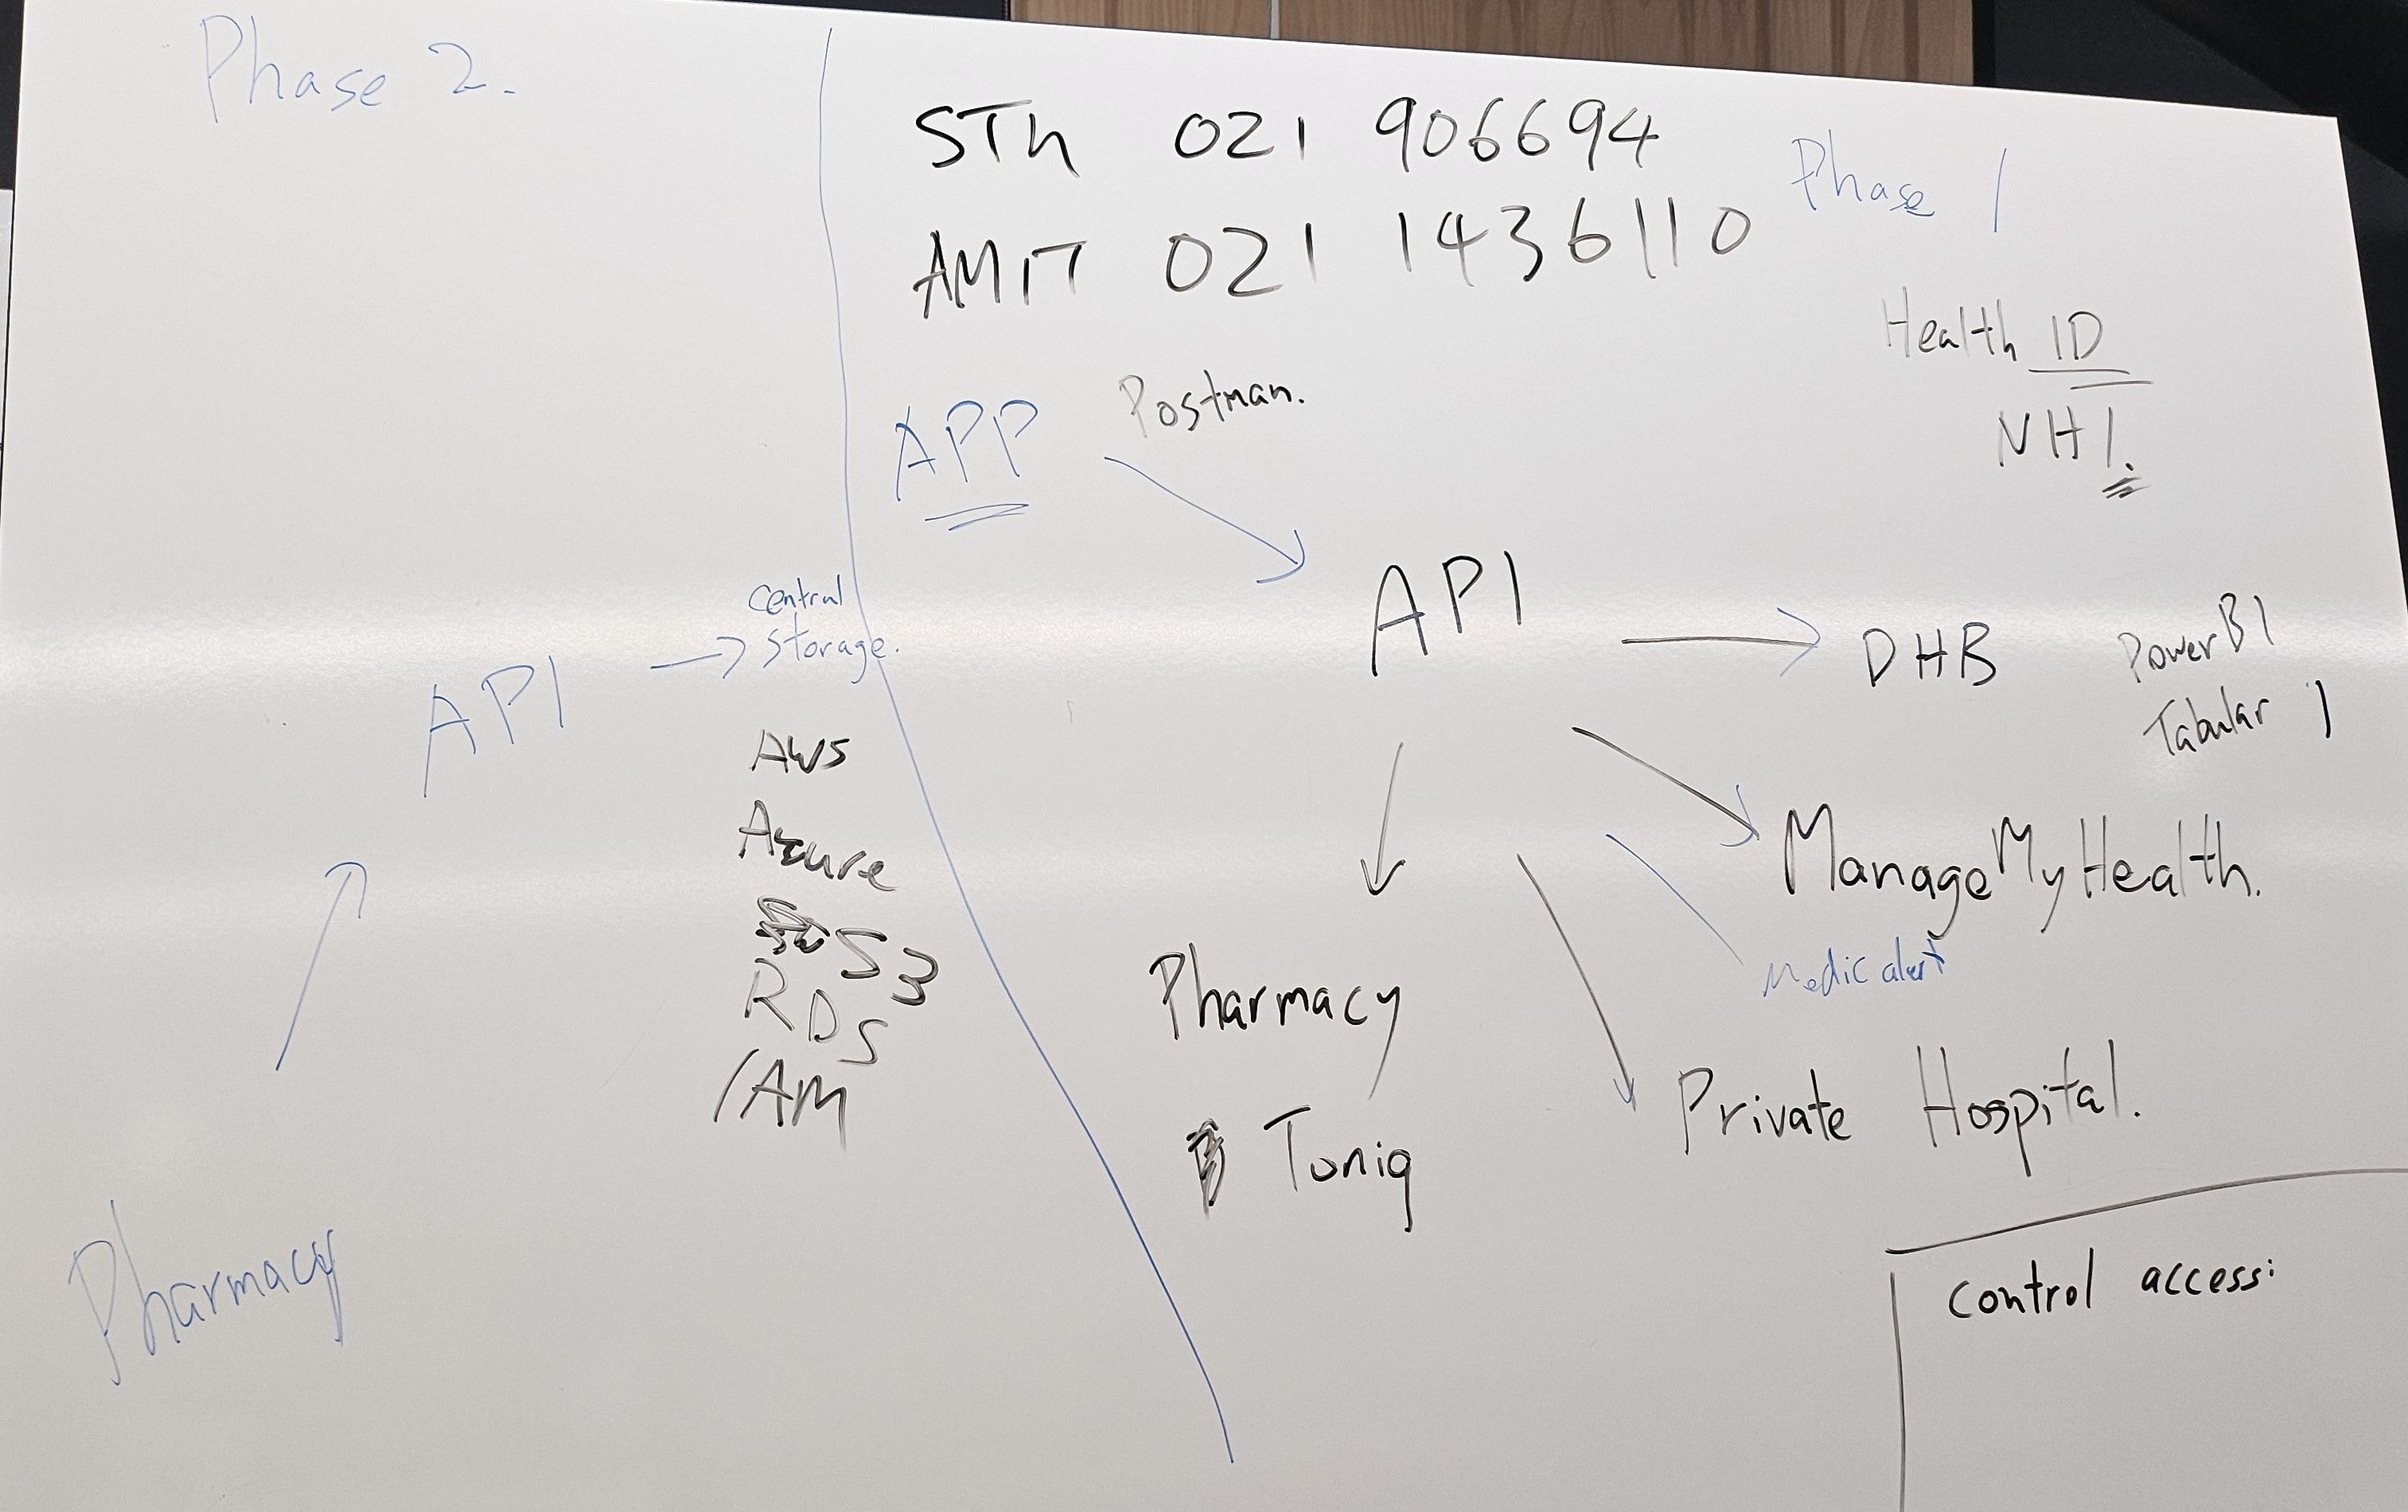 Phase 2.
STh 021 906694
Phase 1
AMIT 021 1436110
Health ID
NHI.
APP
Postman.
API
central
storage.
API
DHB
PowerBI
Tabular
AWS
Azure
S3
RDS
IAM
ManageMyHealth.
Medic alert
Pharmacy
Toniq
Private Hospital.
Pharmacy
control access: